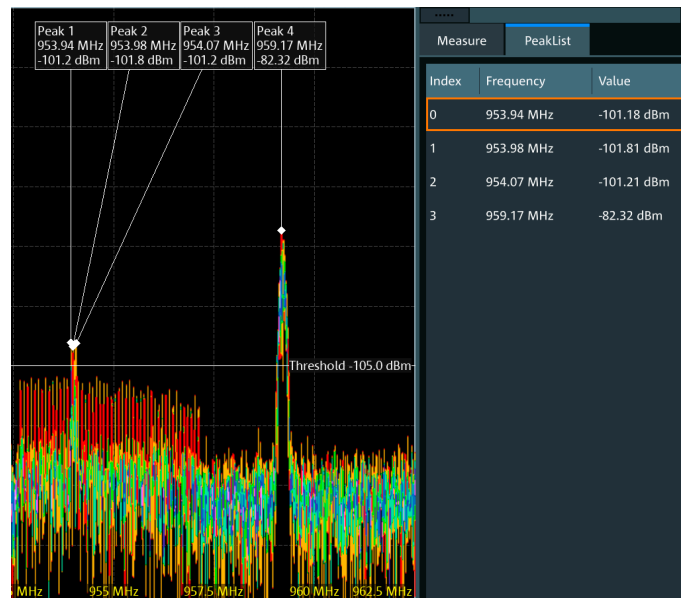 Peak 1
953.94 MHz
-101.2 dBm
Peak 2
953.98 MHz
-101.8 dBm
Peak 3
954.07 MHz
-101.2 dBm
Peak 4
959.17 MHz
-82.32 dBm
Threshold -105.0 dBm
MHz
955 MHz
957.5 MHz
960 MHz
962.5 MHz
Measure
PeakList
Index Frequency Value
0 953.94 MHz -101.18 dBm
1 953.98 MHz -101.81 dBm
2 954.07 MHz -101.21 dBm
3 959.17 MHz -82.32 dBm